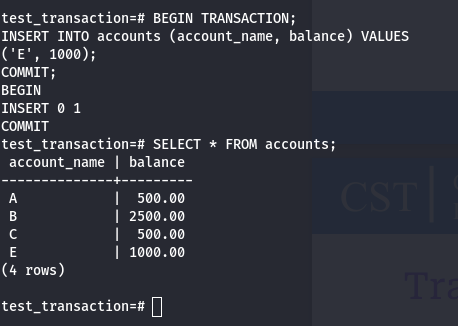 test_transaction=# BEGIN TRANSACTION;
INSERT INTO accounts (account_name, balance) VALUES
('E', 1000);
COMMIT;
BEGIN
INSERT 0 1
COMMIT
test_transaction=# SELECT * FROM accounts;
 account_name | balance
--------------+---------
 A            |  500.00
 B            | 2500.00
 C            |  500.00
 E            | 1000.00
(4 rows)
test_transaction=#
CST |